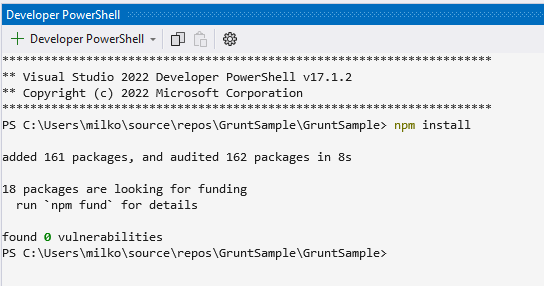 Developer PowerShell
Developer PowerShell
**********************************************************************
** Visual Studio 2022 Developer PowerShell v17.1.2
** Copyright (c) 2022 Microsoft Corporation
**********************************************************************
PS C:\Users\milko\source\repos\GruntSample\GruntSample> npm install
added 161 packages, and audited 162 packages in 8s
18 packages are looking for funding
  run `npm fund` for details
found 0 vulnerabilities
PS C:\Users\milko\source\repos\GruntSample\GruntSample>